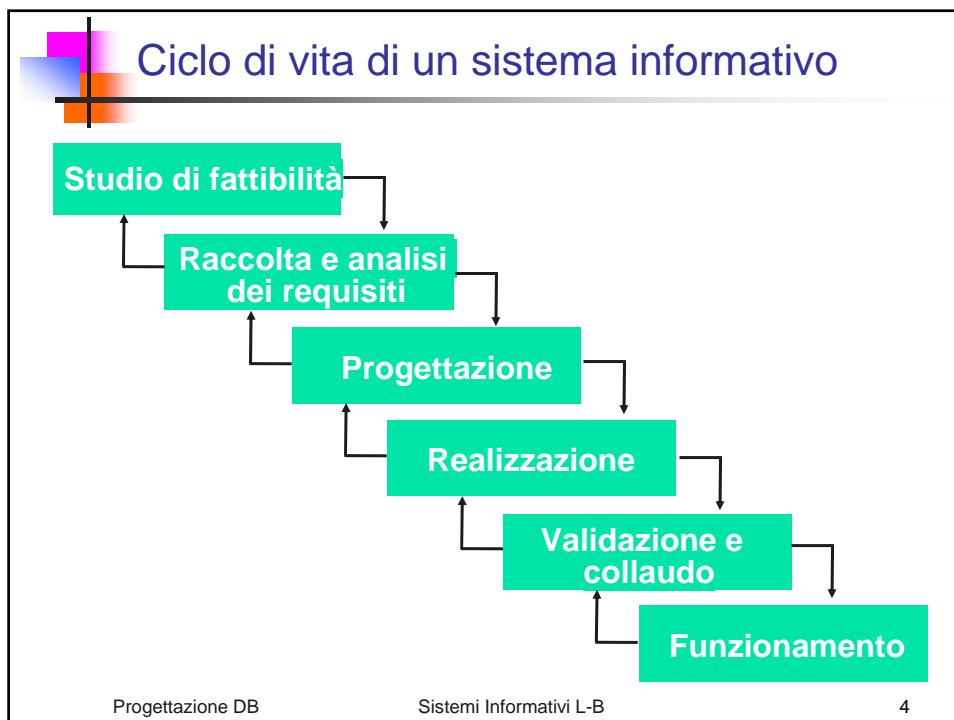 Ciclo di vita di un sistema informativo
Studio di fattibilità
Raccolta e analisi
dei requisiti
Progettazione
Realizzazione
Validazione e
collaudo
Funzionamento
Progettazione DB Sistemi Informativi L-B 4